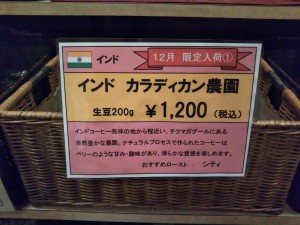 インド
12月 限定入荷①
インド カラディカン農園
生豆200g ￥1,200(税込)
インドコーヒー発祥の地から程近い、チクマガグールにある
自然豊かな農園。ナチュラルプロセスで作られたコーヒーは
ベリーのような甘み・酸味があり、滑らかな質感を楽しめます。
おすすめロースト : シティ